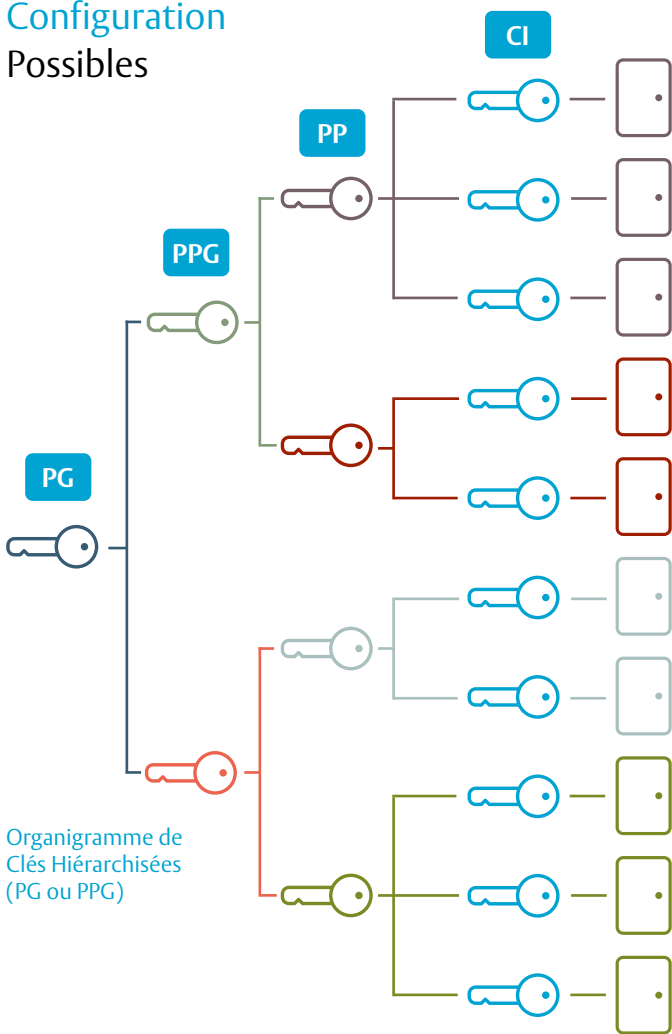 Configuration
Possibles
CI
PP
PPG
PG
Organigramme de
Clés Hiérarchisées
(PG ou PPG)